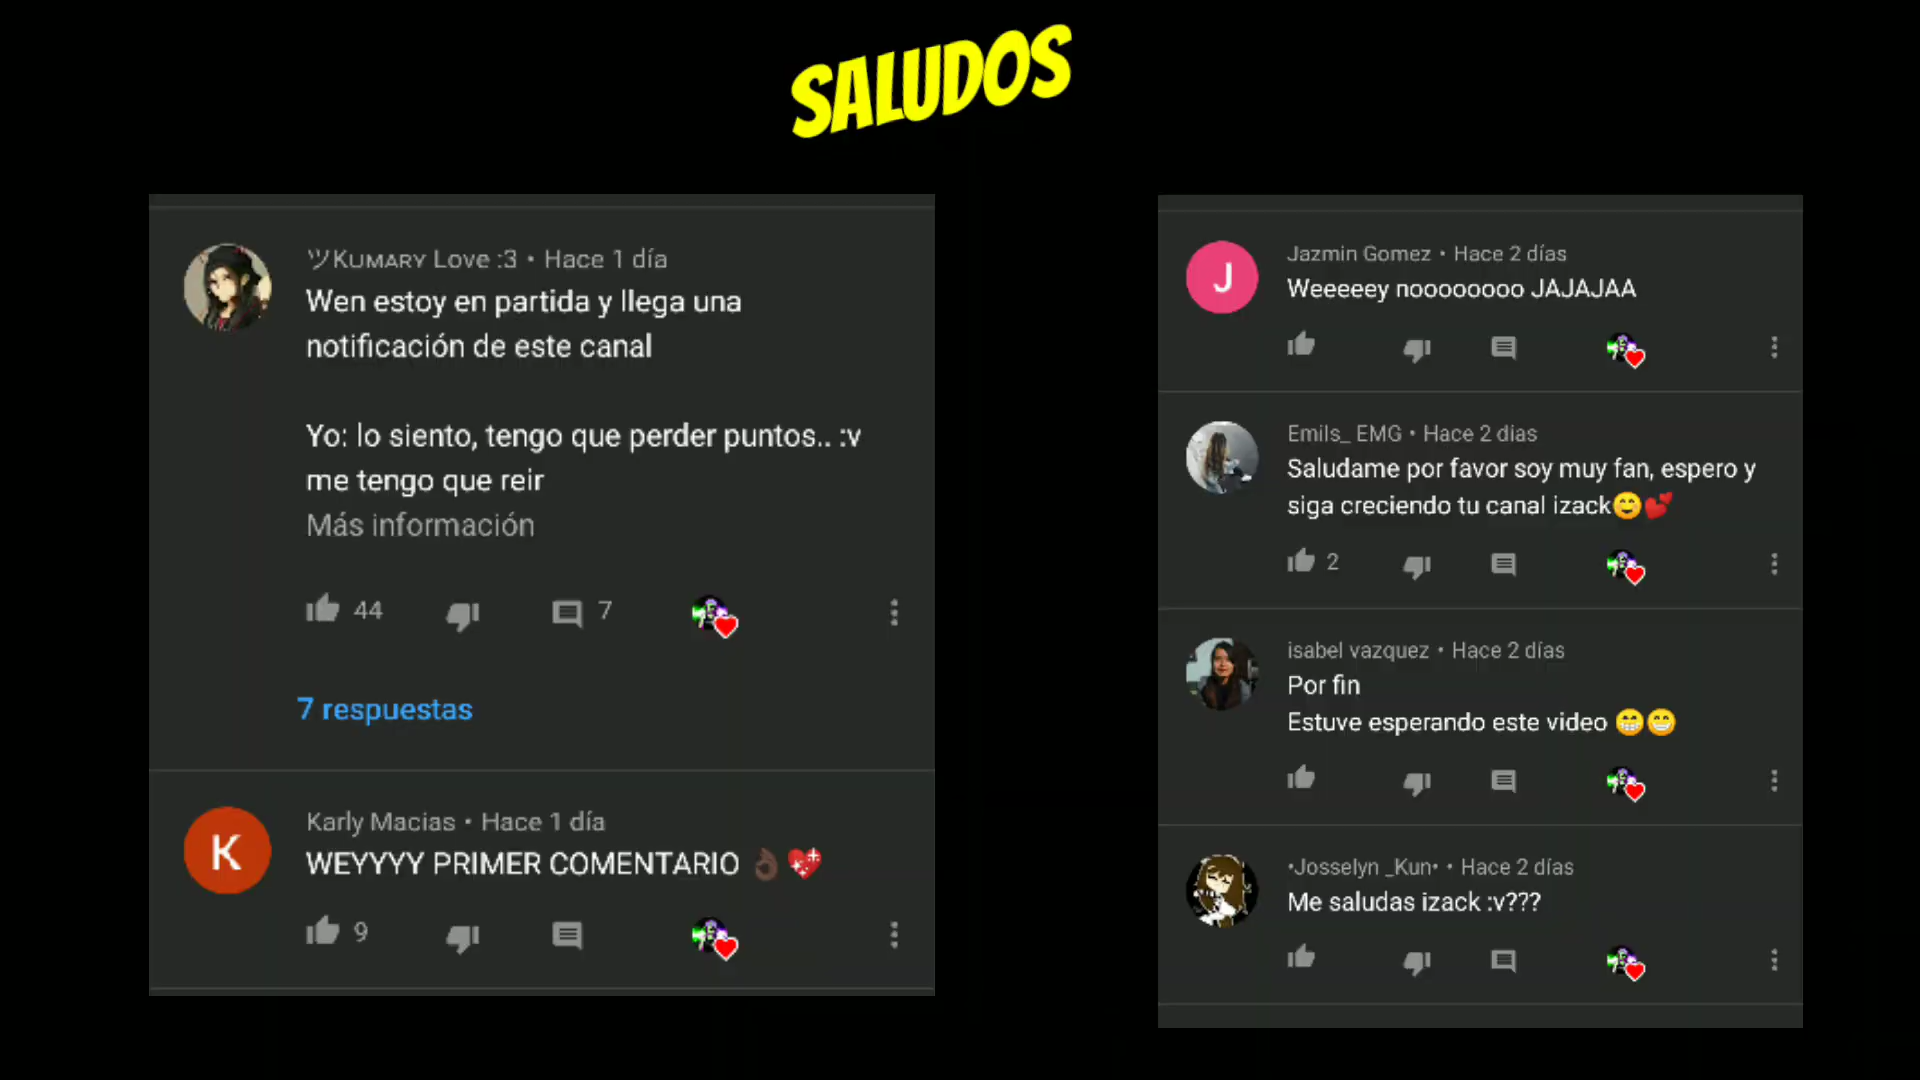 SALUDOS
ツKUMARY Love :3 • Hace 1 día
Wen estoy en partida y llega una
notificación de este canal
Yo: lo siento, tengo que perder puntos.. :v
me tengo que reir
Más información
44
7
7 respuestas
K
Karly Macias • Hace 1 día
WEYYYY PRIMER COMENTARIO 👌🏿 💖
9
J
Jazmin Gomez • Hace 2 días
Weeeeey noooooooo JAJAJAA
Emils_ EMG • Hace 2 días
Saludame por favor soy muy fan, espero y
siga creciendo tu canal izack😊💕
2
isabel vazquez • Hace 2 días
Por fin
Estuve esperando este video 😁😁
•Josselyn _Kun• • Hace 2 días
Me saludas izack :v???